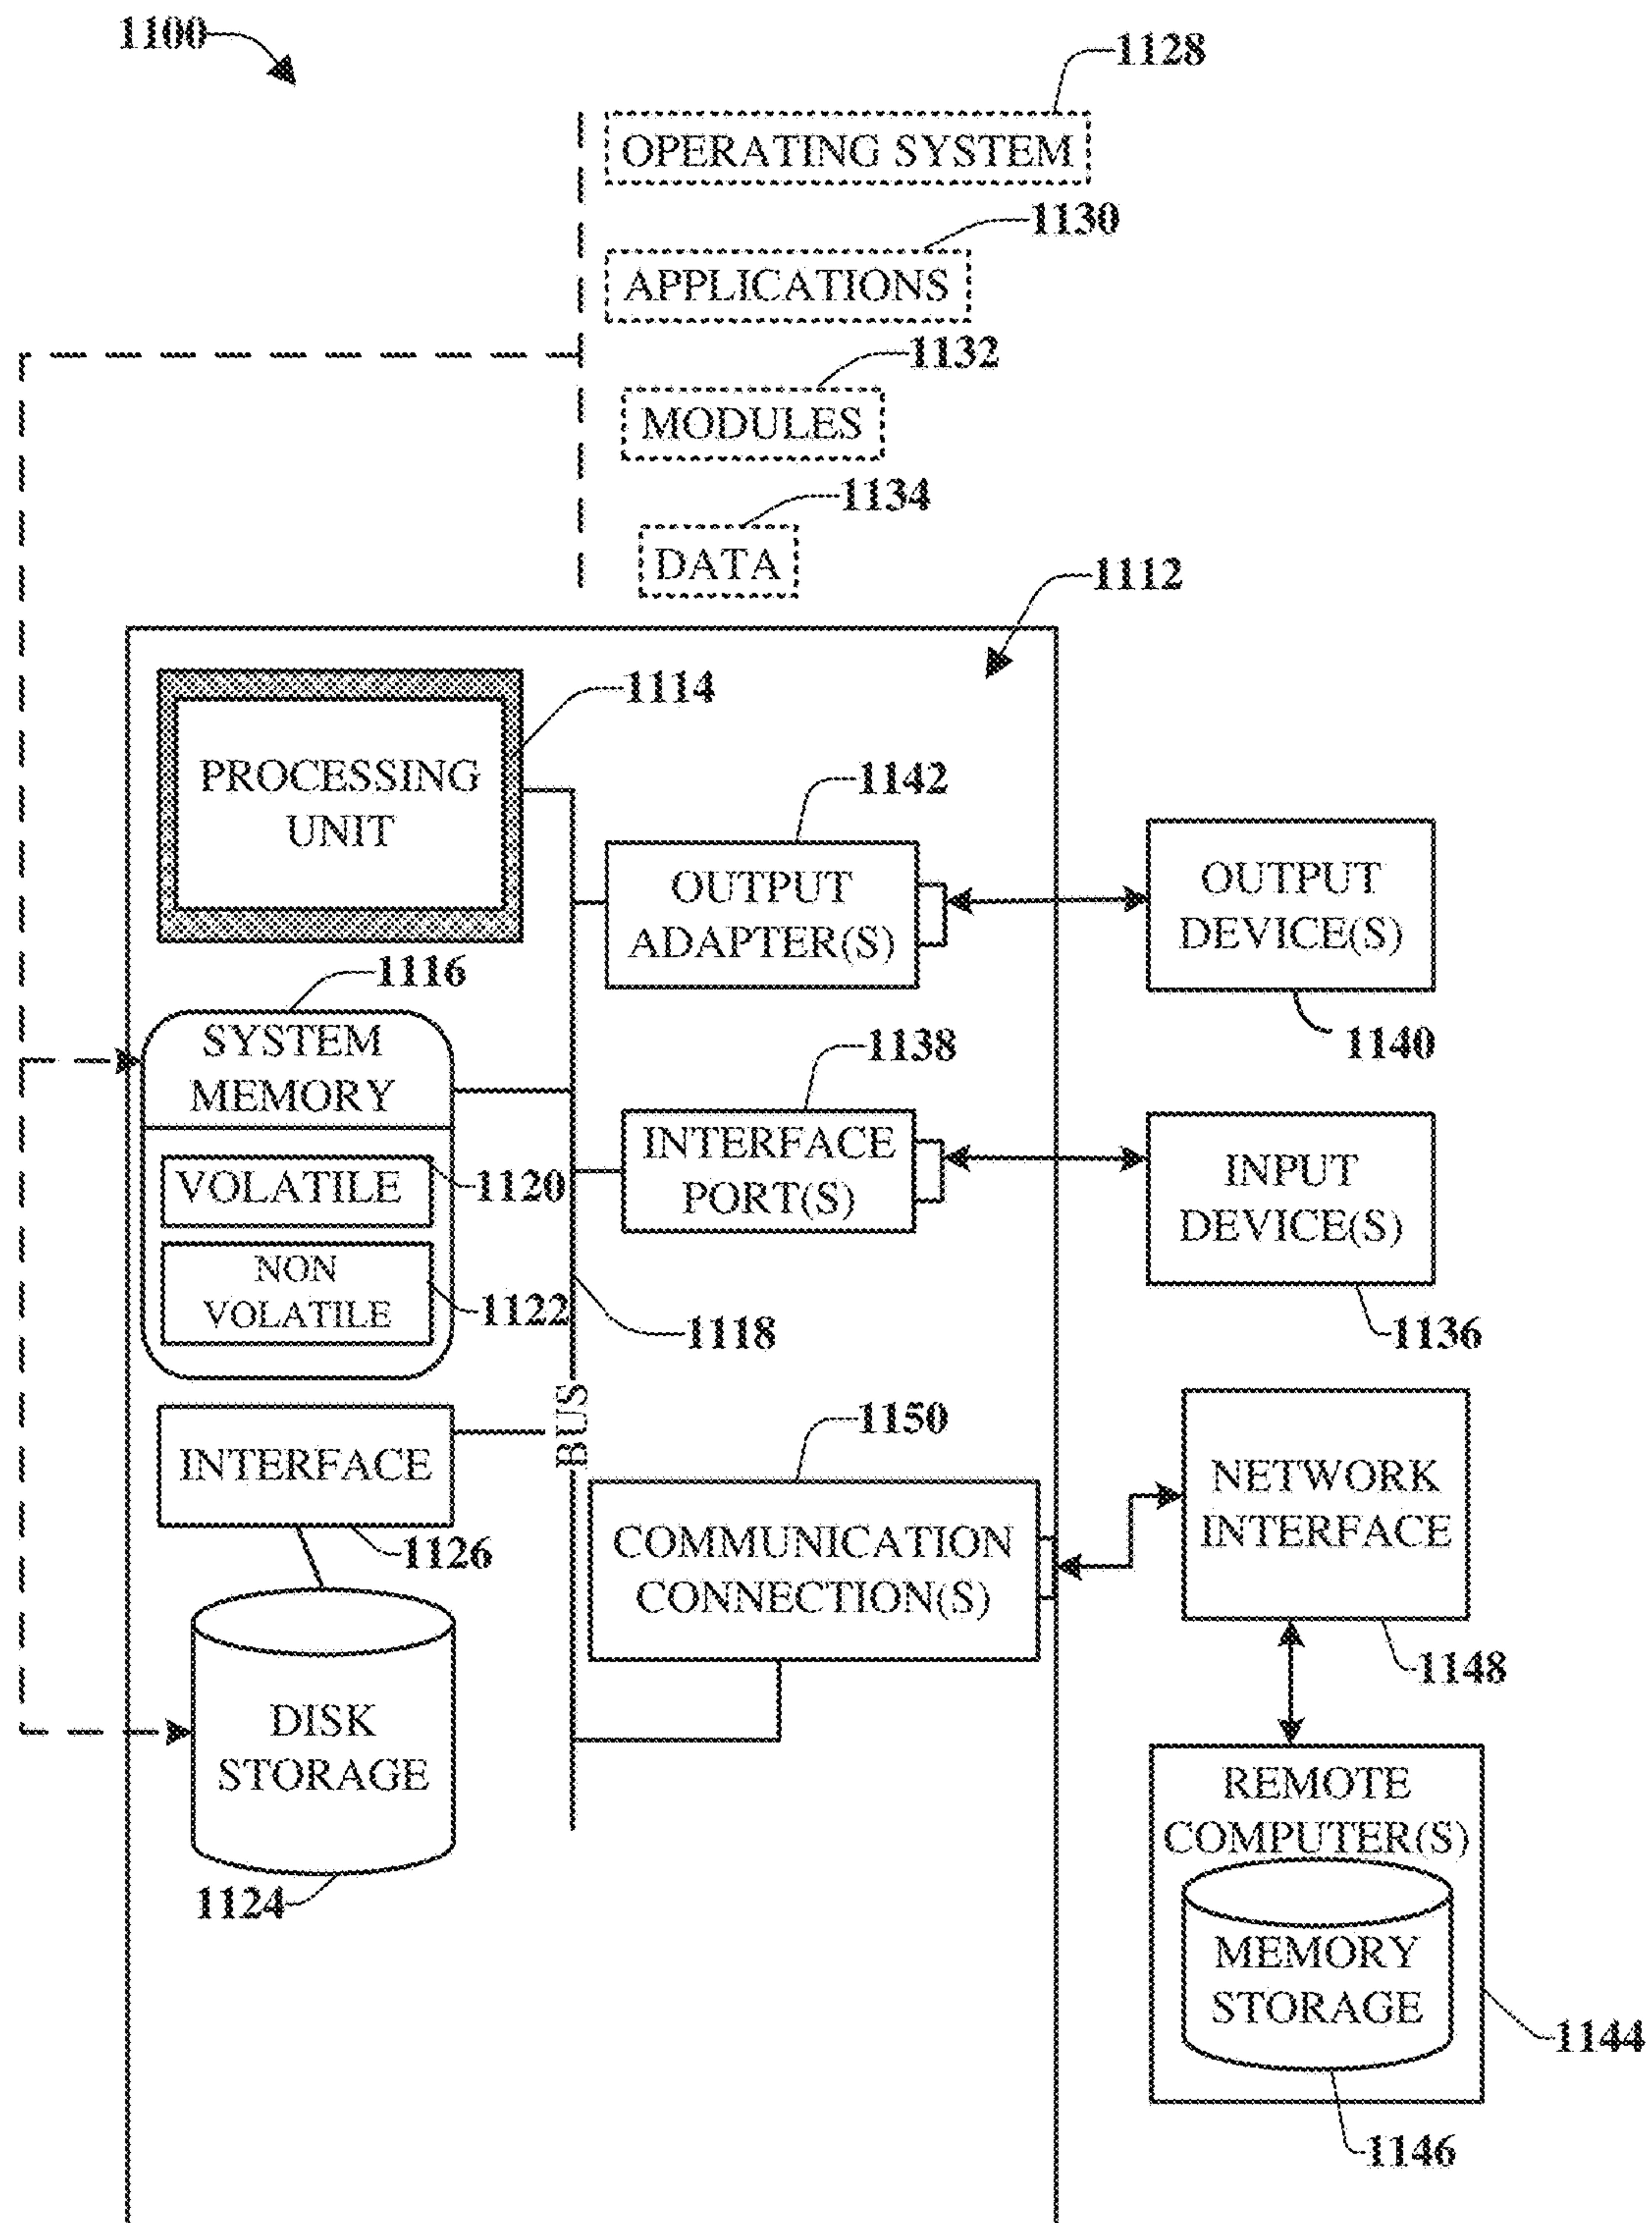 1100
1128
OPERATING SYSTEM
1130
APPLICATIONS
1132
MODULES
1134
DATA
1112
1114
PROCESSING
UNIT
1142
OUTPUT
ADAPTER(S)
OUTPUT
DEVICE(S)
1140
1116
SYSTEM
MEMORY
VOLATILE
1120
NON
VOLATILE
1122
1138
INTERFACE
PORT(S)
INPUT
DEVICE(S)
1136
1118
BUS
INTERFACE
1126
1150
COMMUNICATION
CONNECTION(S)
NETWORK
INTERFACE
1148
DISK
STORAGE
1124
REMOTE
COMPUTER(S)
MEMORY
STORAGE
1144
1146